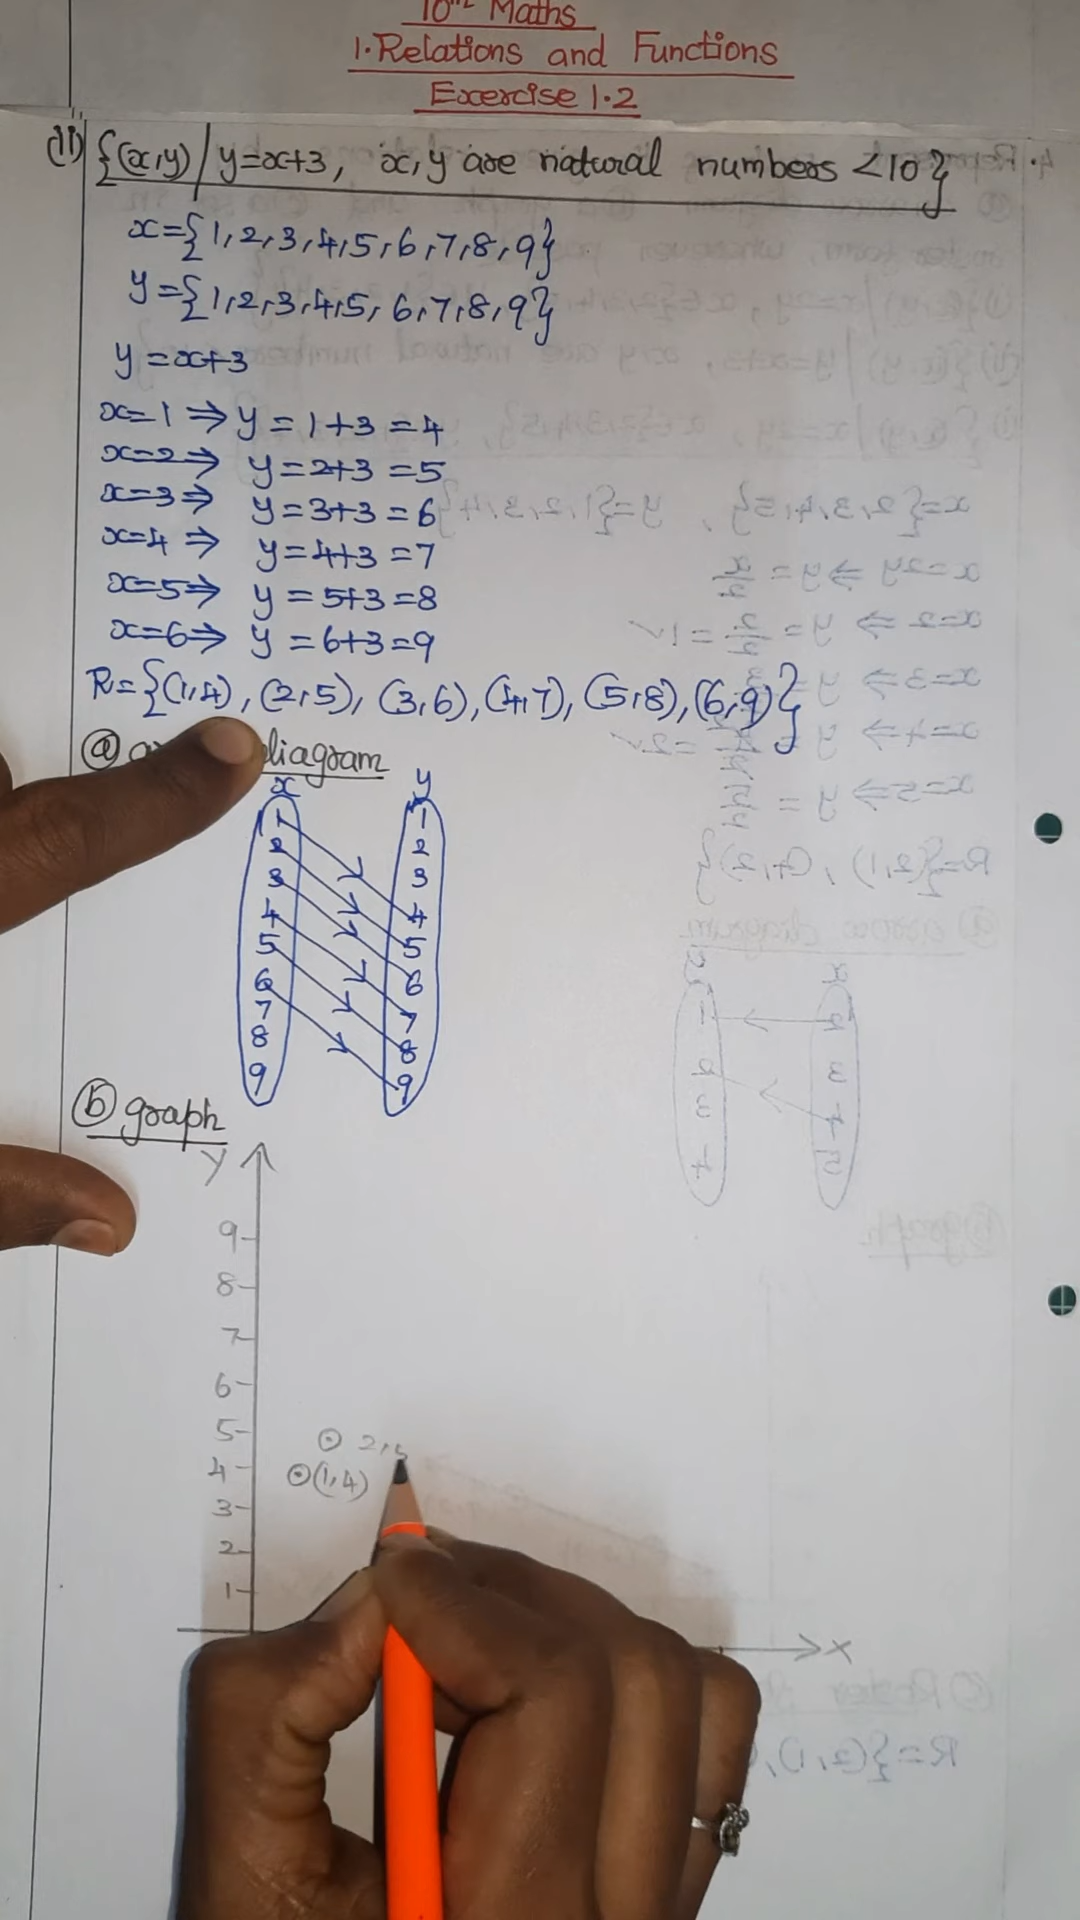 10th Maths
1. Relations and Functions
Exercise 1.2
(ii) {(x,y) / y=x+3, x,y are natural numbers <10}
x={1,2,3,4,5,6,7,8,9}
y={1,2,3,4,5,6,7,8,9}
y=x+3
x=1 ⇒ y = 1+3 = 4
x=2 ⇒ y=2+3 =5
x=3 ⇒ y=3+3 = 6
x=4 ⇒ y=4+3 =7
x=5 ⇒ y = 5+3 =8
x=6 ⇒ y = 6+3 =9
R={(1,4), (2,5), (3,6), (4,7), (5,8), (6,9)}
(a) diagram
x y
1 1
2 2
3 3
4 4
5 5
6 6
7 7
8 8
9 9
(b) graph
Y
9
8
7
6
5
2,5
4
(1,4)
3
2
1
X